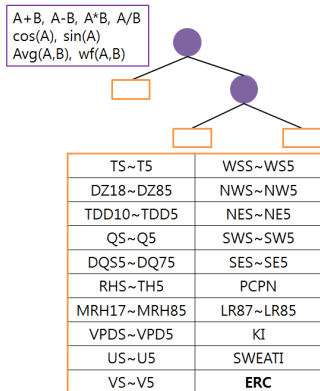 A+B, A-B, A*B, A/B
cos(A), sin(A)
Avg(A,B), wf(A,B)
TS~T5 WSS~WS5
DZ18~DZ85 NWS~NW5
TDD10~TDD5 NES~NE5
QS~Q5 SWS~SW5
DQS5~DQ75 SES~SE5
RHS~TH5 PCPN
MRH17~MRH85 LR87~LR85
VPDS~VPD5 KI
US~U5 SWEATI
VS~V5 ERC